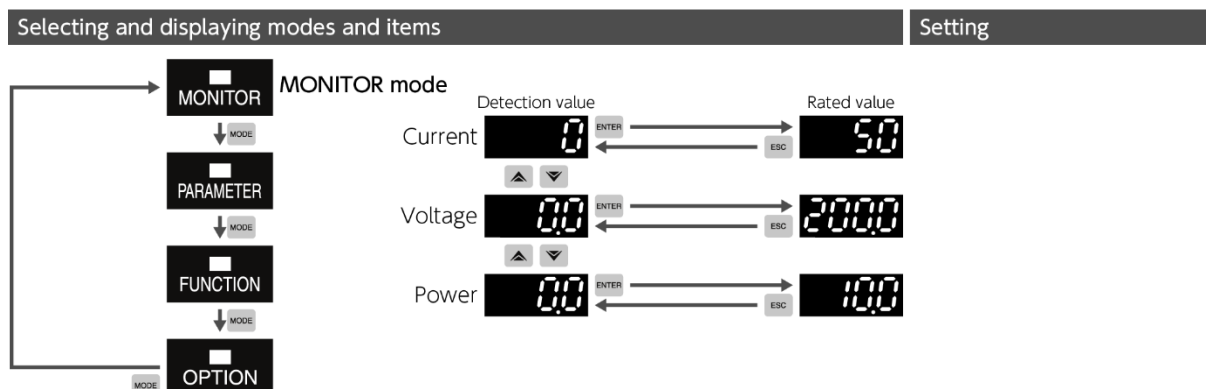 Selecting and displaying modes and items
Setting
MONITOR
MONITOR mode
MODE
PARAMETER
MODE
FUNCTION
MODE
OPTION
MODE
Detection value
Rated value
Current 0 ENTER ESC 50
Voltage 0.0 ENTER ESC 200.0
Power 0.0 ENTER ESC 10.0